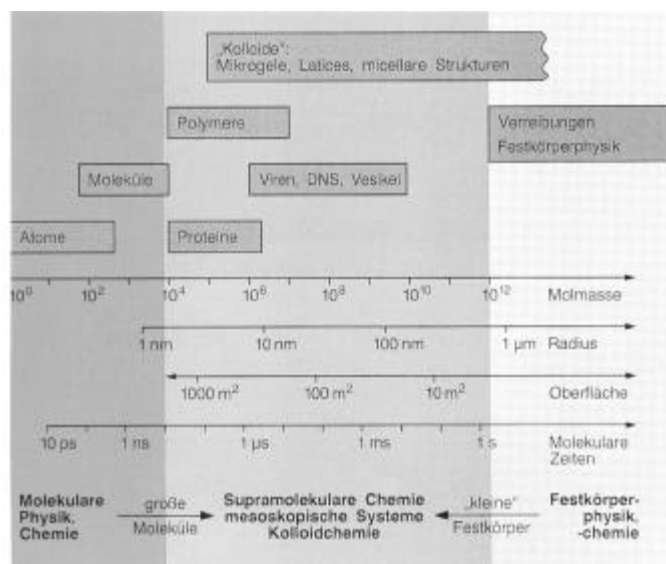 „Kolloide“:
Mikrogele, Latices, micellare Strukturen
Polymere
Verreibungen
Festkörperphysik
Moleküle
Viren, DNS, Vesikel
Atome
Proteine
10⁰ 10² 10⁴ 10⁶ 10⁸ 10¹⁰ 10¹² Molmasse
1 nm 10 nm 100 nm 1 µm Radius
1000 m² 100 m² 10 m² Oberfläche
10 ps 1 ns 1 µs 1 ms 1 s Molekulare
Zeiten
Molekulare
Physik,
Chemie
große
Moleküle
Supramolekulare Chemie
mesoskopische Systeme
Kolloidchemie
„kleine“
Festkörper
Festkörper-
physik,
-chemie